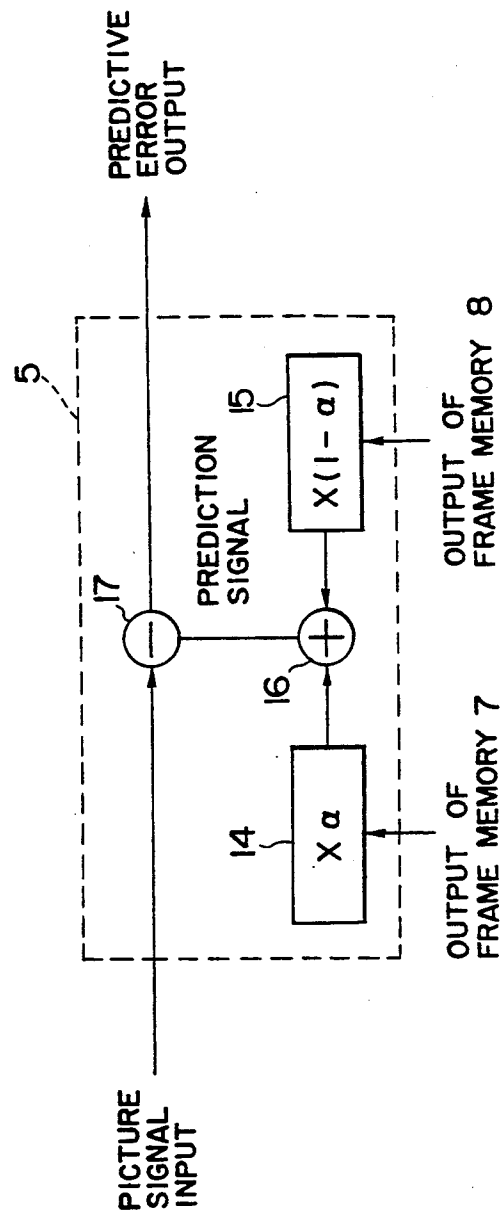 5
PICTURE
SIGNAL
INPUT
17
−
PREDICTIVE
ERROR
OUTPUT
PREDICTION
SIGNAL
14
X α
16
+
15
X (1 - α)
OUTPUT OF
FRAME MEMORY 7
OUTPUT OF
FRAME MEMORY 8